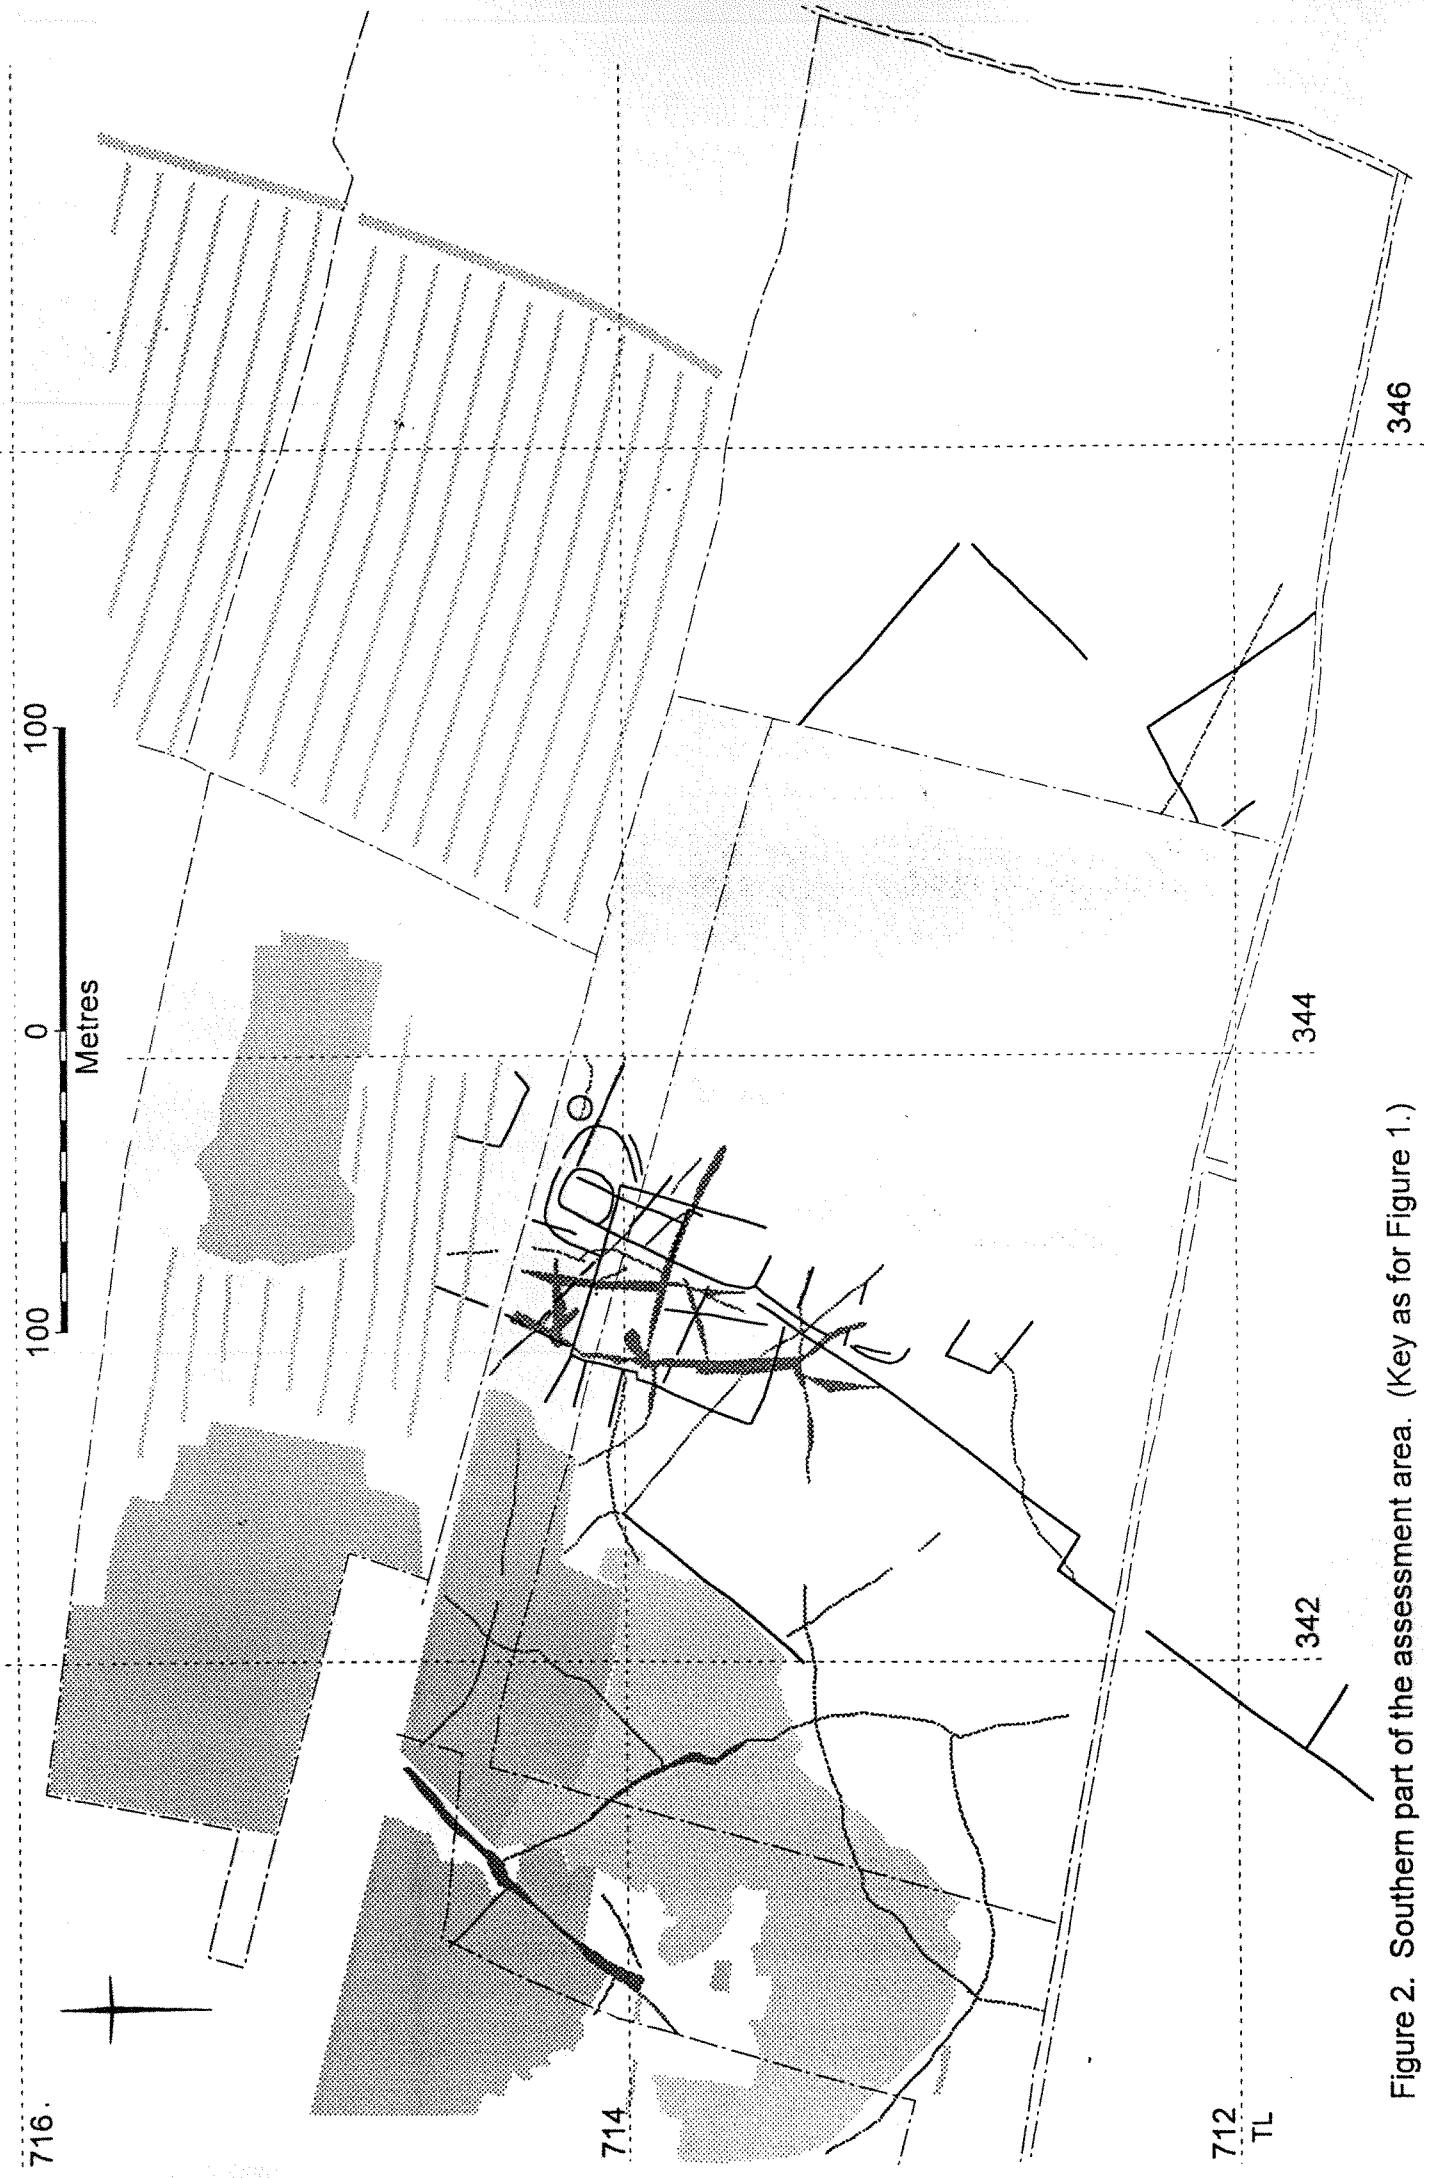 100 0 100
Metres
716.
714
712
TL
342
344
346
Figure 2. Southern part of the assessment area. (Key as for Figure 1.)